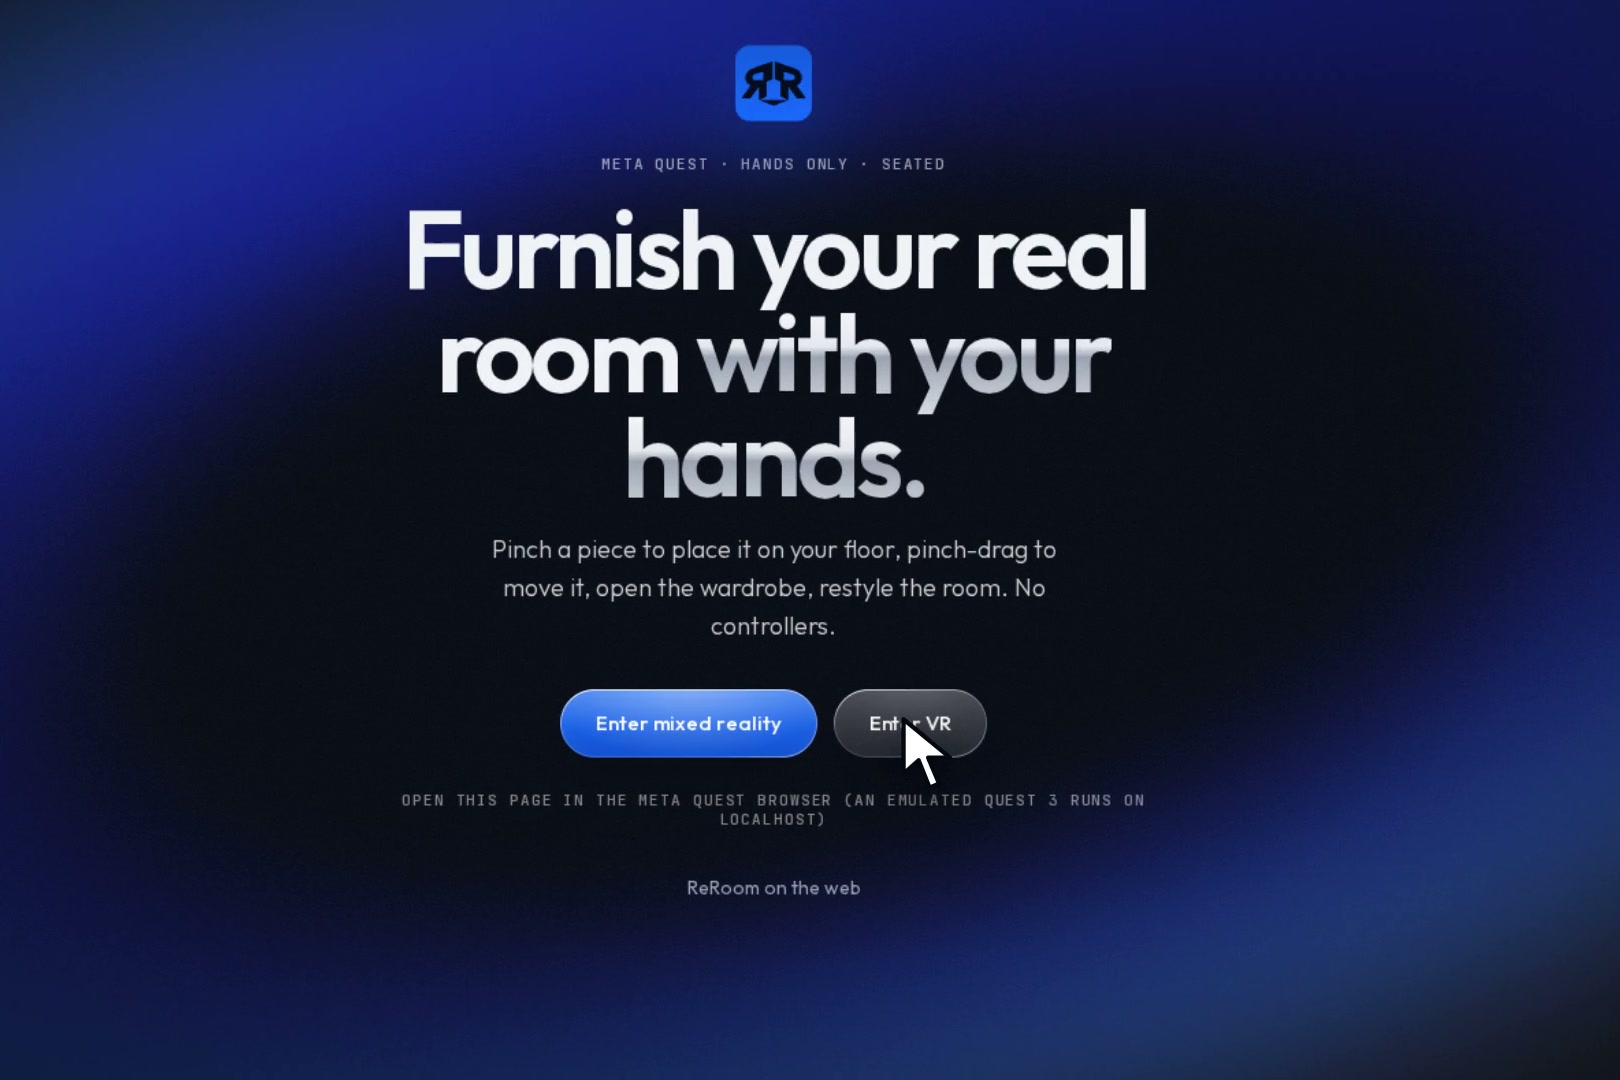 META QUEST · HANDS ONLY · SEATED
Furnish your real
room with your
hands.
Pinch a piece to place it on your floor, pinch-drag to
move it, open the wardrobe, restyle the room. No
controllers.
Enter mixed reality
Enter VR
OPEN THIS PAGE IN THE META QUEST BROWSER (AN EMULATED QUEST 3 RUNS ON
LOCALHOST)
ReRoom on the web